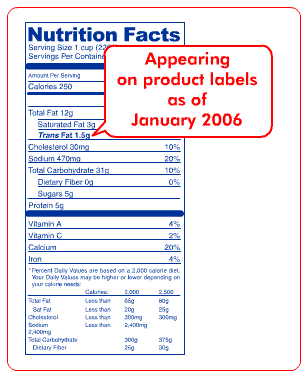 Nutrition Facts
Serving Size 1 cup
Servings Per
Amount Per Serving
Calories 250
Total Fat 12g
Saturated Fat 3g
Trans Fat 1.5g
Cholesterol 30mg 10%
Sodium 470mg 20%
Total Carbohydrate 31g 10%
Dietary Fiber 0g 0%
Sugars 5g
Protein 5g
Vitamin A 4%
Vitamin C 2%
Calcium 20%
Iron 4%
* Percent Daily Values are based on a 2,000 calorie diet.
Your Daily Values may be higher or lower depending on
your calorie needs:
Calories: 2,000 2,500
Total Fat Less than 65g 80g
Sat Fat Less than 20g 25g
Cholesterol Less than 300mg 300mg
Sodium Less than 2,400mg
2,400mg
Total Carbohydrate 300g 375g
Dietary Fiber 25g 30g
Appearing
on product labels
as of
January 2006